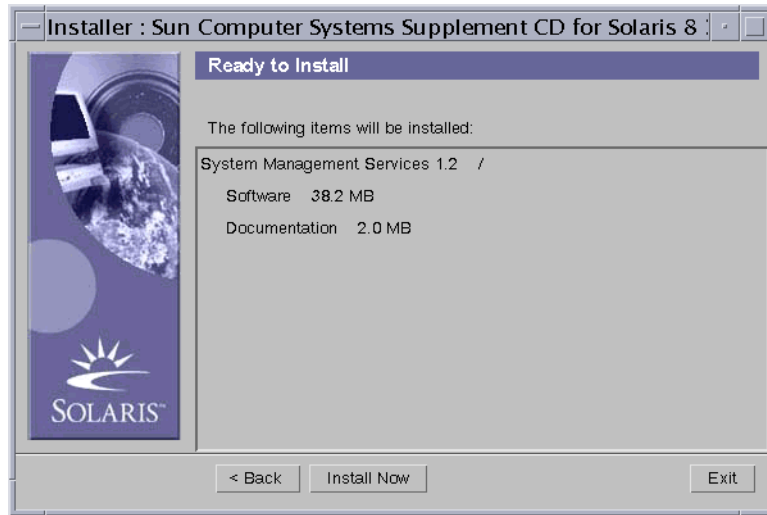 Installer : Sun Computer Systems Supplement CD for Solaris 8
Ready to Install
The following items will be installed:
System Management Services 1.2 /
Software 38.2 MB
Documentation 2.0 MB
SOLARIS™
< Back
Install Now
Exit